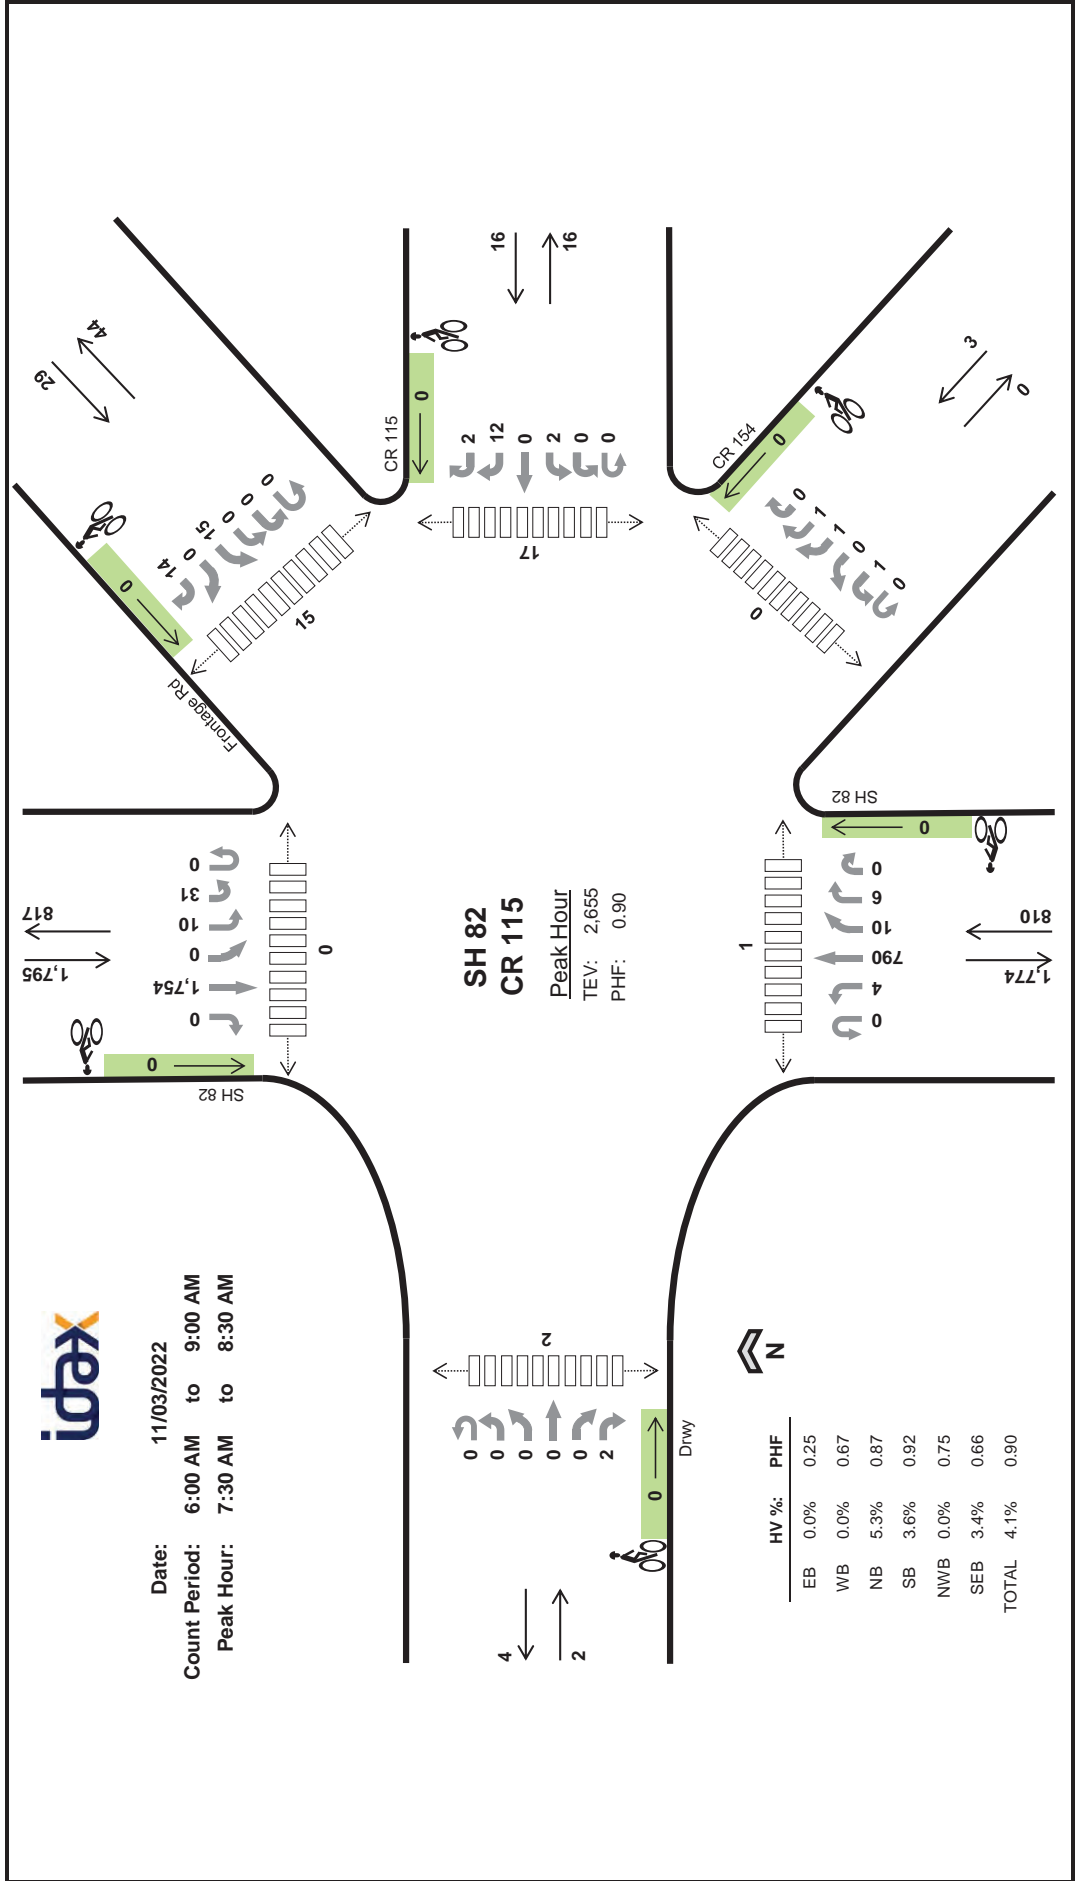 idax
Date: 11/03/2022
Count Period: 6:00 AM to 9:00 AM
Peak Hour: 7:30 AM to 8:30 AM
SH 82
0
1,754
0
10
31
0
1,795
817
0
0
Frontage Rd
0
14
0
15
0
0
0
29
44
15
CR 115
0
2
12
0
2
0
0
16
16
17
CR 154
0
0
1
1
0
1
0
3
0
0
SH 82
0
0
6
10
790
4
0
810
1,774
1
SH 82
CR 115
Peak Hour
TEV: 2,655
PHF: 0.90
4
2
0
0
0
0
0
2
2
0
Drwy
N
HV %: PHF
EB 0.0% 0.25
WB 0.0% 0.67
NB 5.3% 0.87
SB 3.6% 0.92
NWB 0.0% 0.75
SEB 3.4% 0.66
TOTAL 4.1% 0.90